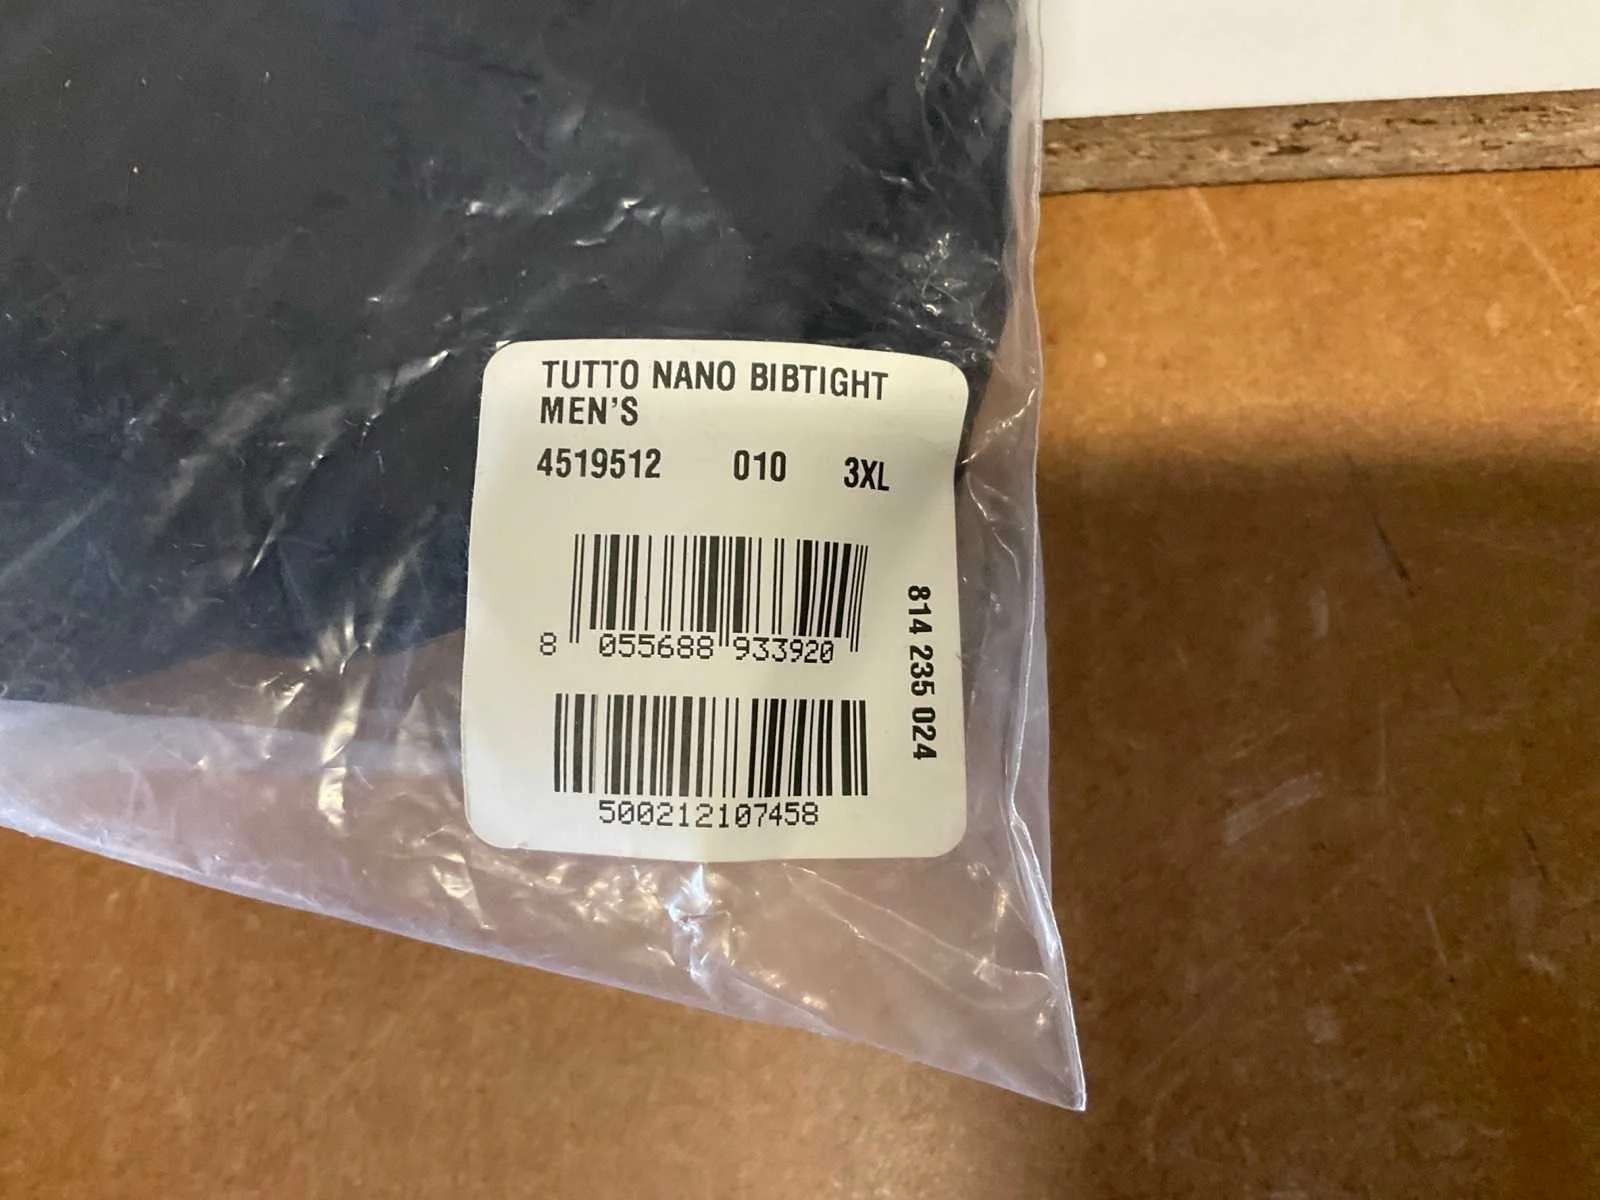 TUTTO NANO BIBTIGHT
MEN'S
4519512 010 3XL
8 055688 933920
814 235 024
500212107458